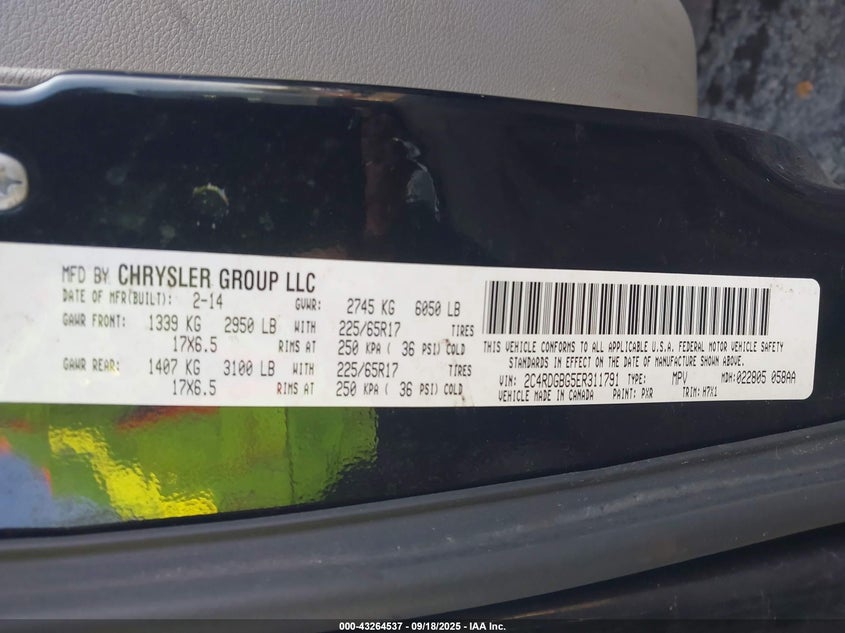 MFD BY CHRYSLER GROUP LLC
DATE OF MFR(BUILT): 2-14 GVWR: 2745 KG 6050 LB
GAWR FRONT: 1339 KG 2950 LB WITH 225/65R17 TIRES
17X6.5 RIMS AT 250 KPA ( 36 PSI) COLD
GAWR REAR: 1407 KG 3100 LB WITH 225/65R17 TIRES
17X6.5 RIMS AT 250 KPA ( 36 PSI) COLD
THIS VEHICLE CONFORMS TO ALL APPLICABLE U.S.A. FEDERAL MOTOR VEHICLE SAFETY
STANDARDS IN EFFECT ON THE DATE OF MANUFACTURE SHOWN ABOVE.
VIN: 2C4RDGBG5ER311791 TYPE: MPV MDH: 022805 058AA
VEHICLE MADE IN CANADA PAINT: PXR TRIM: H7X1
000-43264537 - 09/18/2025 - IAA Inc.